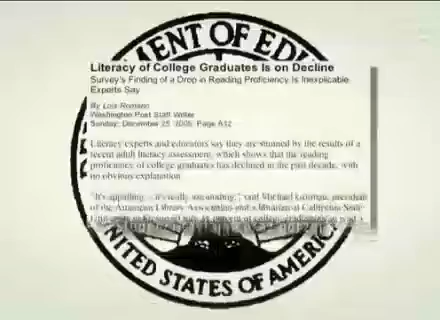 MENT OF EDU
Literacy of College Graduates Is on Decline
Survey's Finding of a Drop in Reading Proficiency Is Inexplicable,
Experts Say
By Lois Romano
Washington Post Staff Writer
Sunday, December 25, 2005; Page A12
Literacy experts and educators say they are stunned by the results of a
recent adult literacy assessment, which shows that the reading
proficiency of college graduates has declined in the past decade, with
no obvious explanation.
"It's appalling -- it's really astounding," said Michael Gorman, president
of the American Library Association and a librarian at California State
UNITED STATES OF AMERICA